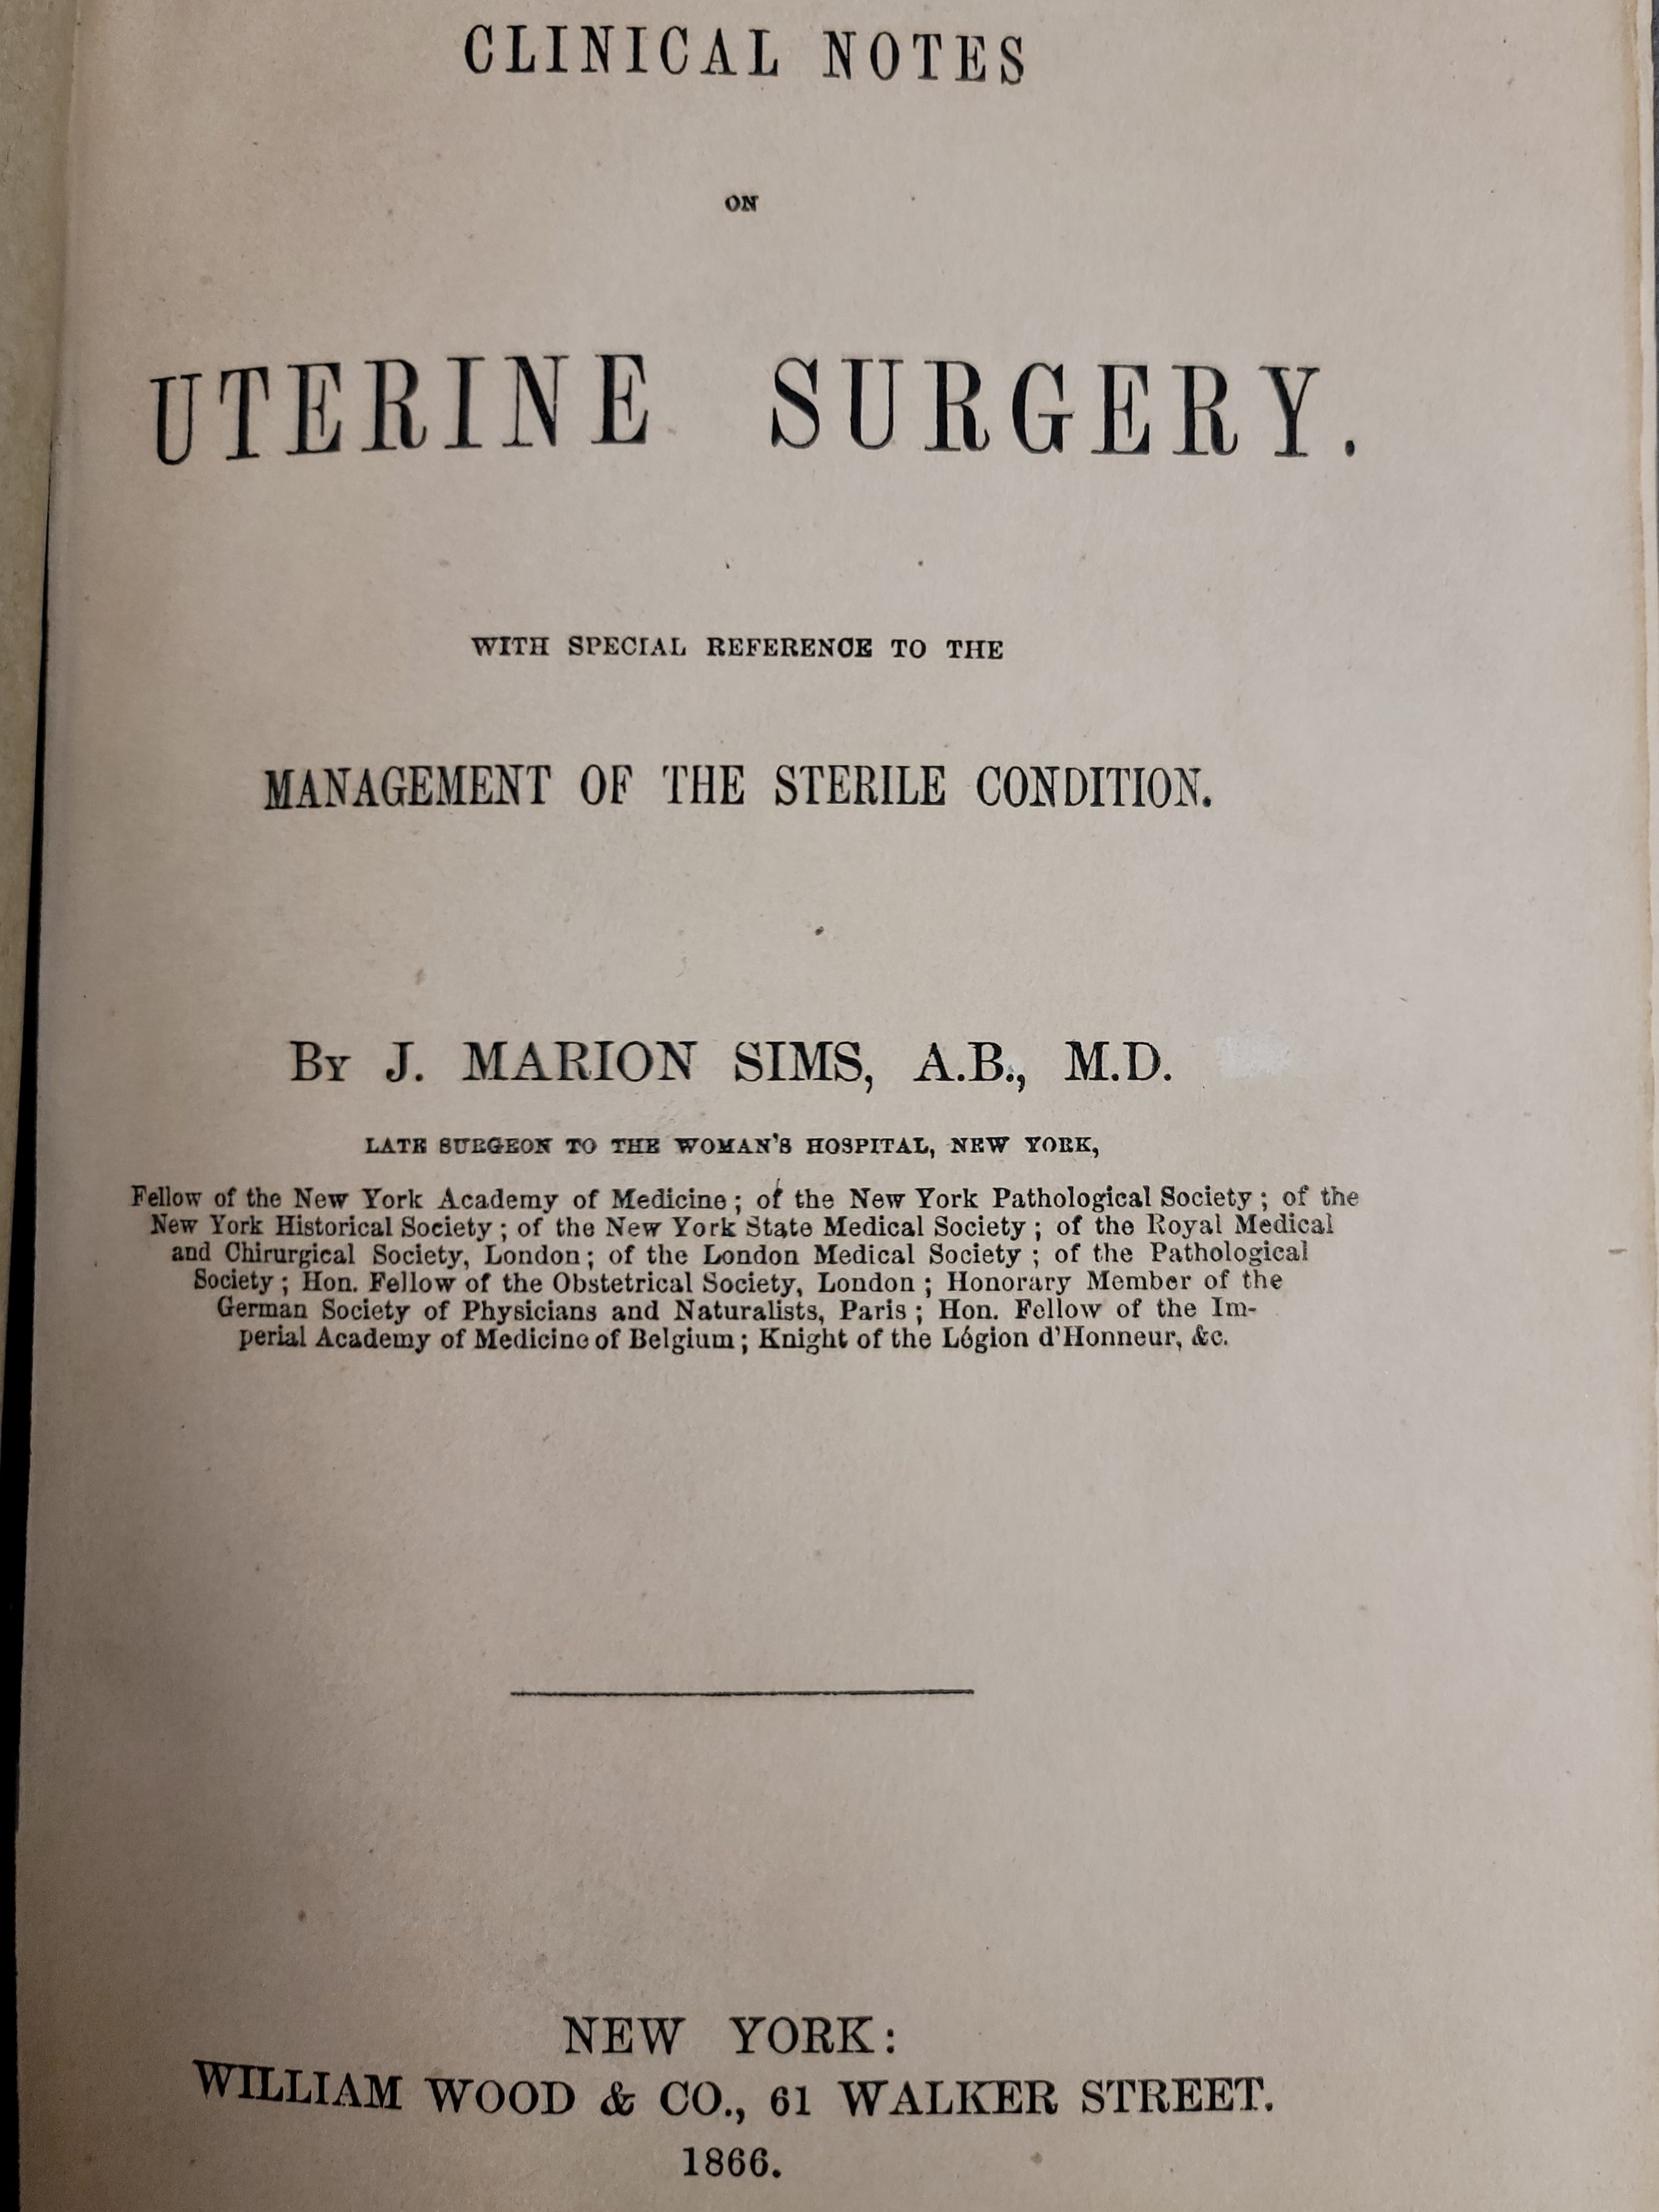 CLINICAL NOTES
ON
UTERINE SURGERY.
WITH SPECIAL REFERENCE TO THE
MANAGEMENT OF THE STERILE CONDITION.
BY J. MARION SIMS, A.B., M.D.
LATE SURGEON TO THE WOMAN'S HOSPITAL, NEW YORK,
Fellow of the New York Academy of Medicine; of the New York Pathological Society; of the
New York Historical Society; of the New York State Medical Society; of the Royal Medical
and Chirurgical Society, London; of the London Medical Society; of the Pathological
Society; Hon. Fellow of the Obstetrical Society, London; Honorary Member of the
German Society of Physicians and Naturalists, Paris; Hon. Fellow of the Im-
perial Academy of Medicine of Belgium; Knight of the Légion d'Honneur, &c.
NEW YORK:
WILLIAM WOOD & CO., 61 WALKER STREET.
1866.